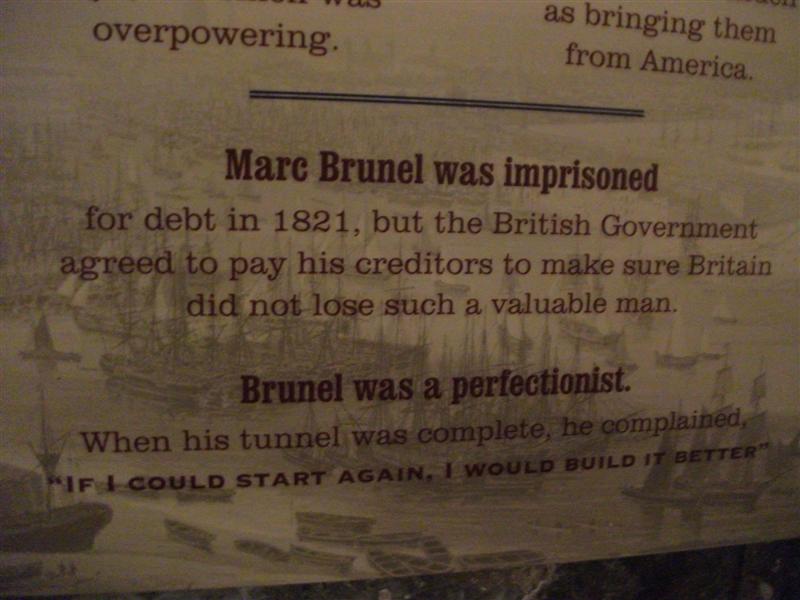 was
overpowering.
as bringing them
from America.
Marc Brunel was imprisoned
for debt in 1821, but the British Government
agreed to pay his creditors to make sure Britain
did not lose such a valuable man.
Brunel was a perfectionist.
When his tunnel was complete, he complained,
"IF I COULD START AGAIN, I WOULD BUILD IT BETTER"